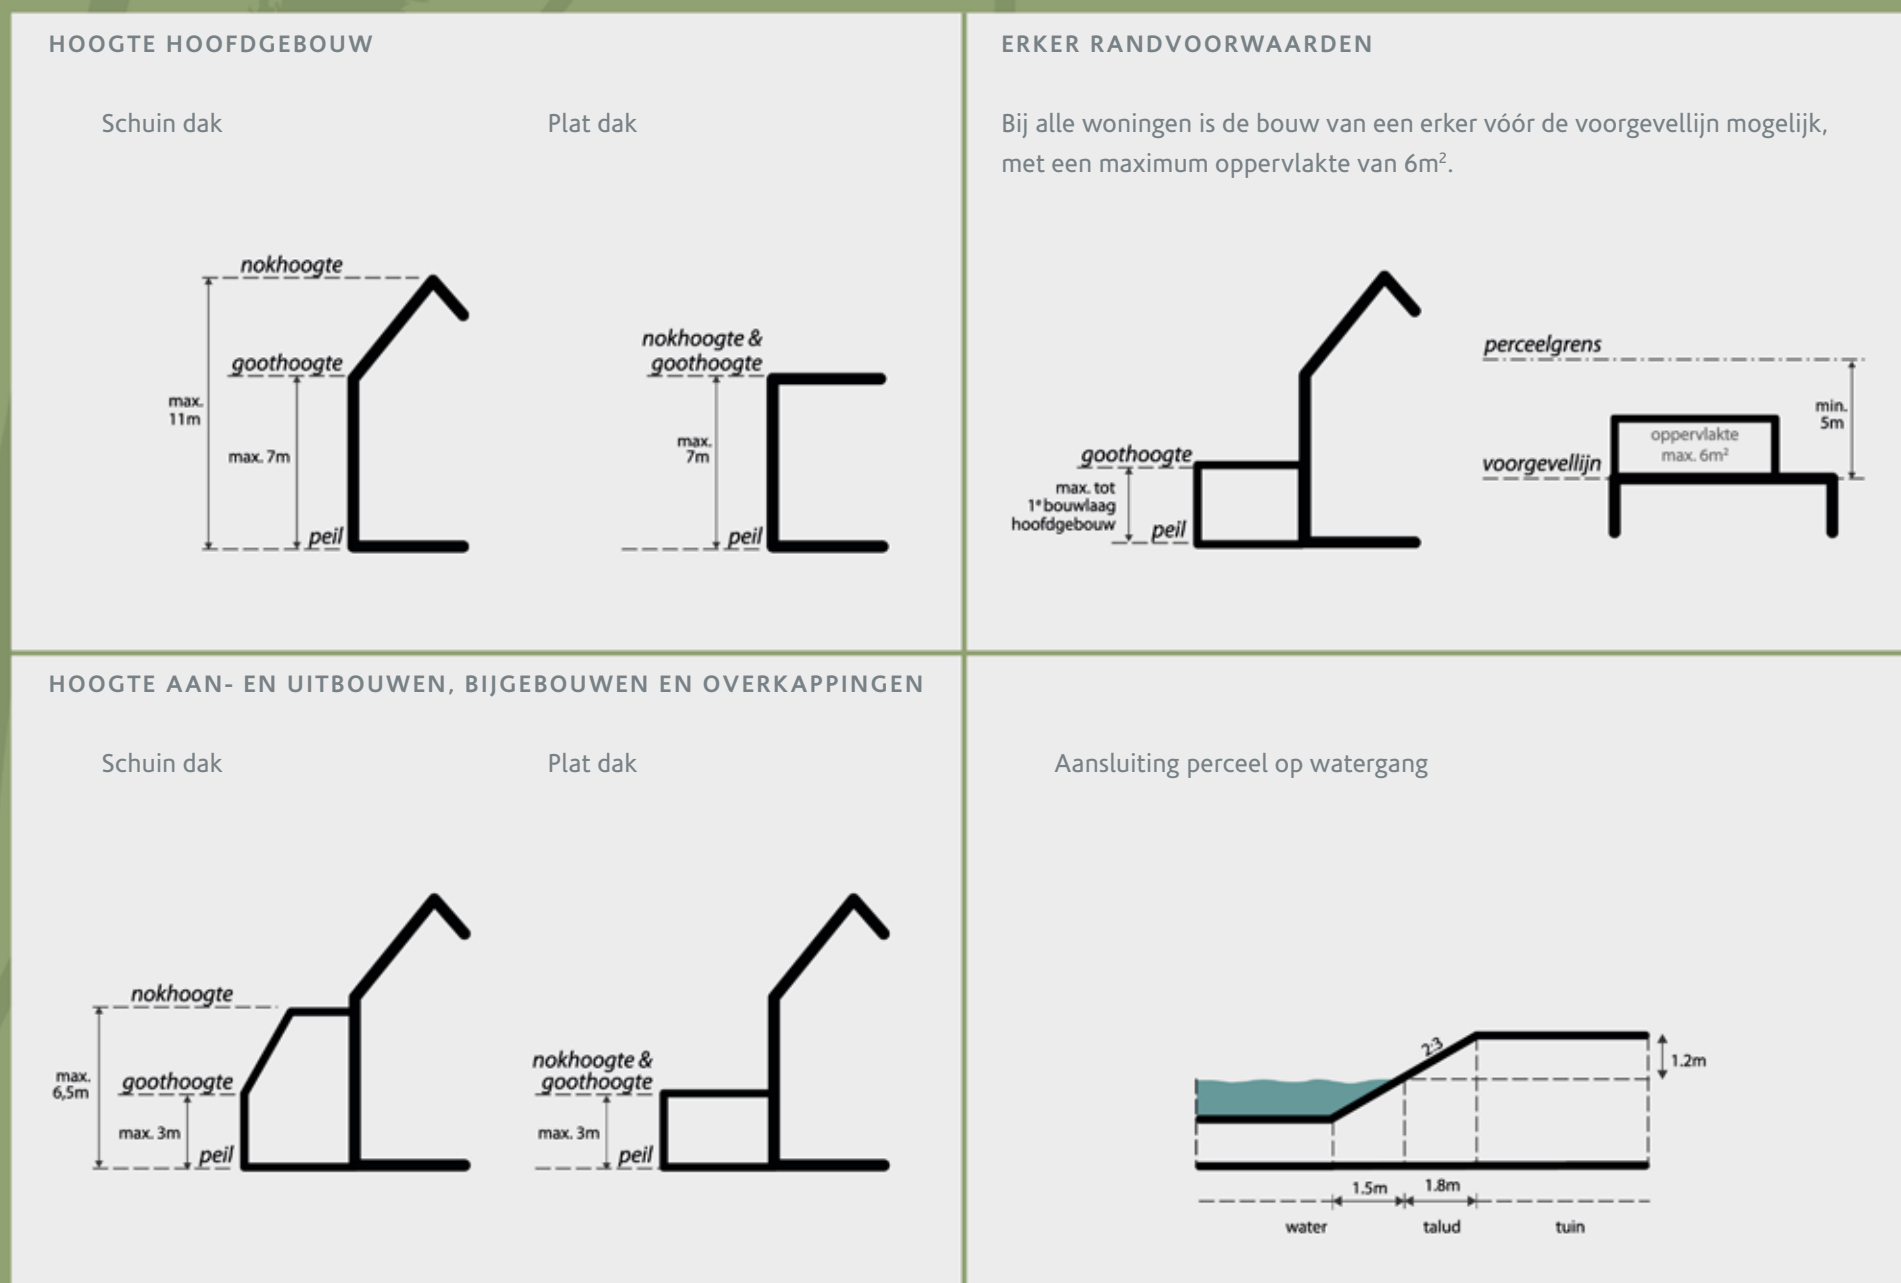 HOOGTE HOOFDGEBOUW
Schuin dak
Plat dak
nokhoogte
goothoogte
max.
11m
max. 7m
peil
nokhoogte &
goothoogte
max.
7m
peil
ERKER RANDVOORWAARDEN
Bij alle woningen is de bouw van een erker vóór de voorgevellijn mogelijk,
met een maximum oppervlakte van 6m².
goothoogte
max. tot
1ᵉ bouwlaag
hoofdgebouw
peil
perceelgrens
min.
5m
oppervlakte
max. 6m²
voorgevellijn
HOOGTE AAN- EN UITBOUWEN, BIJGEBOUWEN EN OVERKAPPINGEN
Schuin dak
Plat dak
nokhoogte
max.
6,5m
goothoogte
max. 3m
peil
nokhoogte &
goothoogte
max. 3m
peil
Aansluiting perceel op watergang
2:3
1.2m
1.5m
1.8m
water
talud
tuin